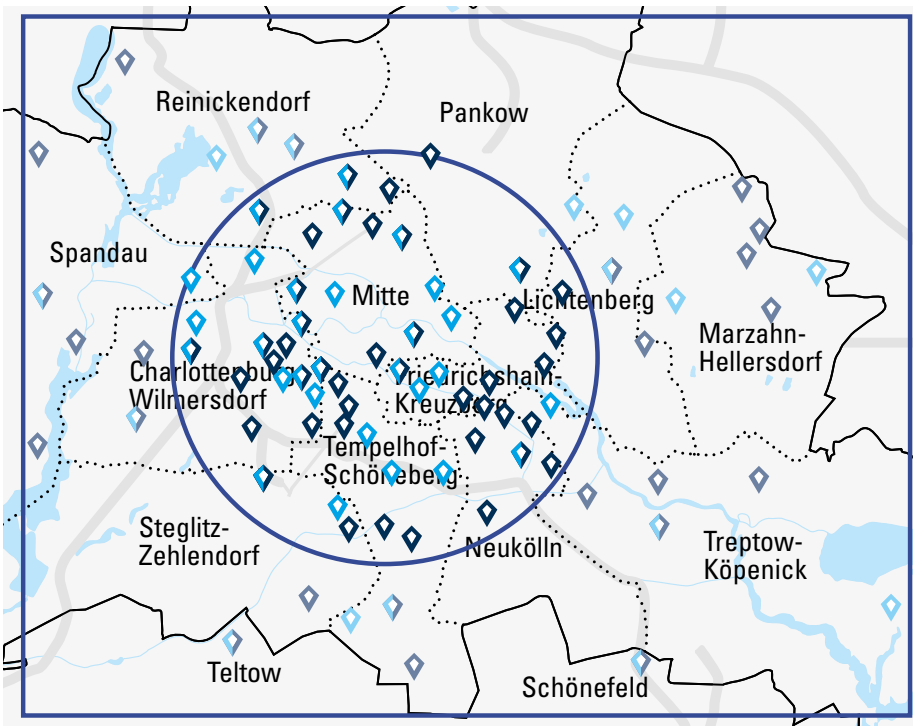 Reinickendorf
Pankow
Spandau
Mitte
Lichtenberg
Marzahn-
Hellersdorf
Charlottenburg
Wilmersdorf
Friedrichshain-
Kreuzberg
Tempelhof-
Schöneberg
Steglitz-
Zehlendorf
Neukölln
Treptow-
Köpenick
Teltow
Schönefeld